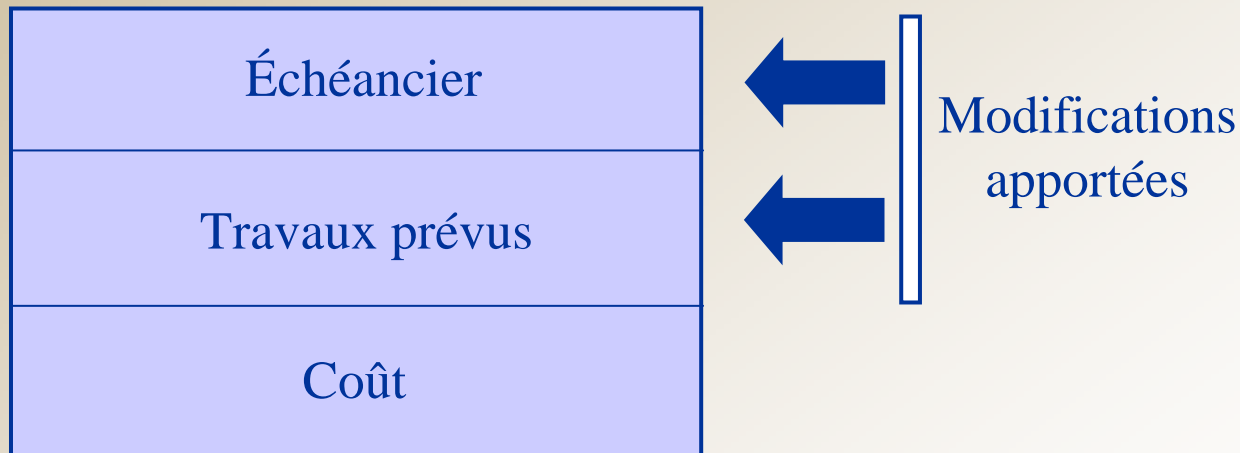 Échéancier
Modifications
apportées
Travaux prévus
Coût